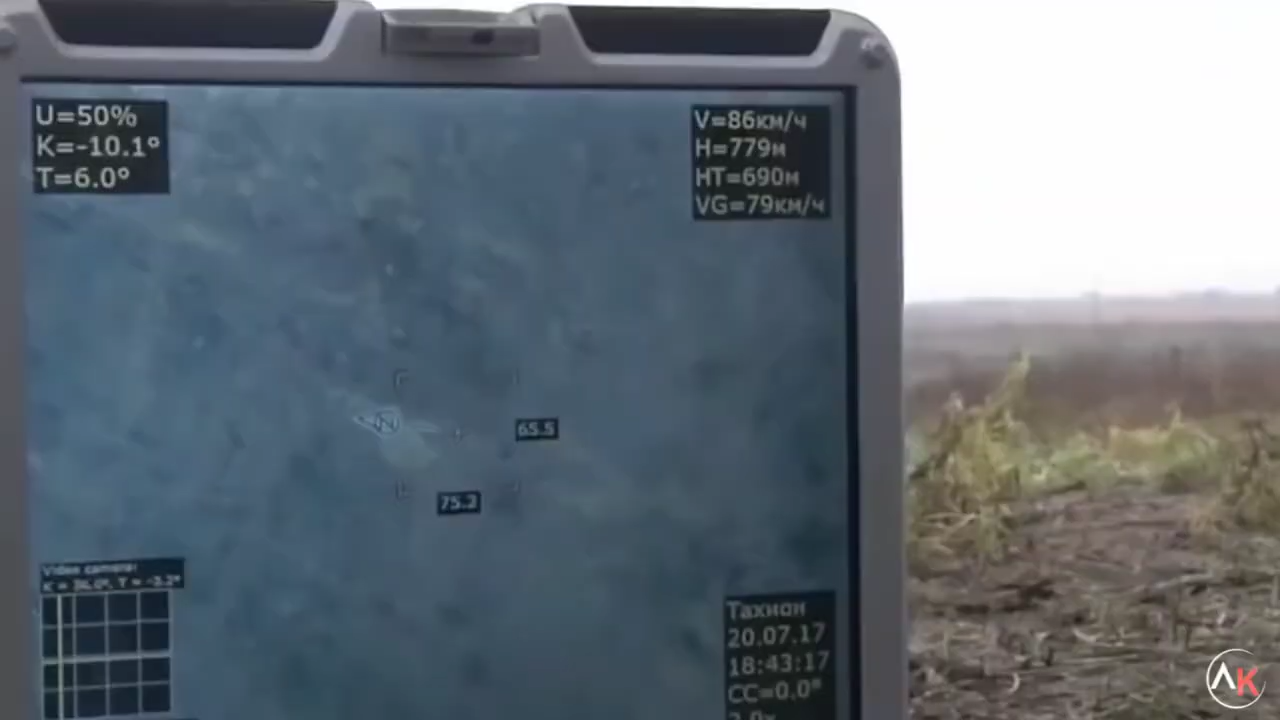 U=50%
K=-10.1°
T=6.0°
V=86км/ч
H=779м
HT=690м
VG=79км/ч
N
65.5
75.2
Video camera:
Тахион
20.07.17
18:43:17
CC=0.0°
ΛK